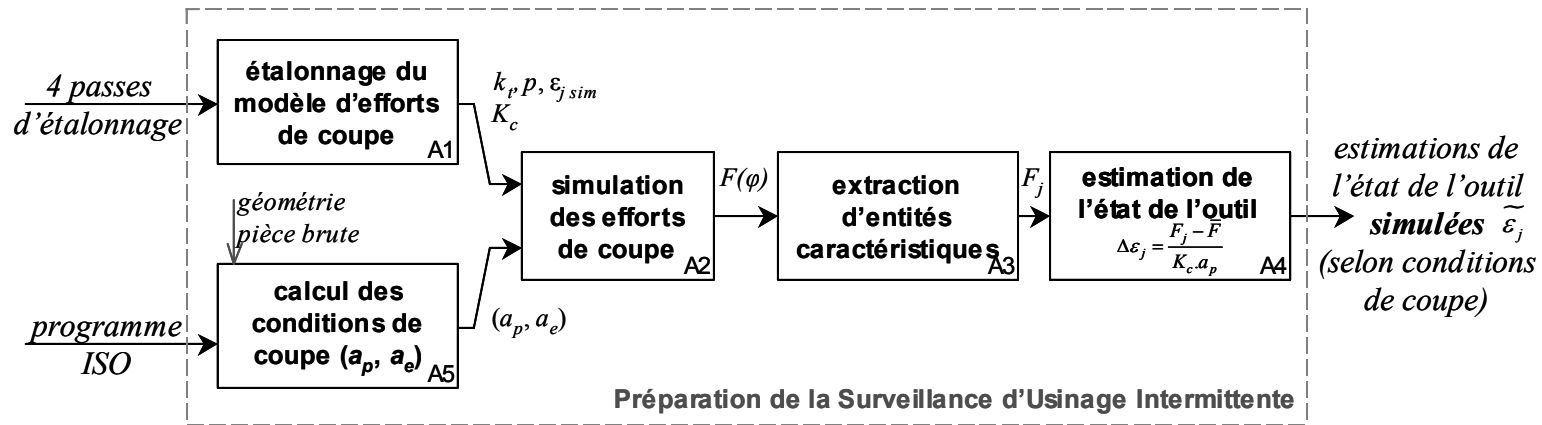 4 passes
d'étalonnage
étalonnage du
modèle d'efforts
de coupe
A1
k_t, p, ε_{j sim}
K_c
géométrie
pièce brute
programme
ISO
calcul des
conditions de
coupe (a_p, a_e)
A5
(a_p, a_e)
simulation
des efforts
de coupe
A2
F(φ)
extraction
d'entités
caractéristiques
A3
F_j
estimation de
l'état de l'outil
Δε_j = (F_j − F̅) / (K_c.a_p)
A4
estimations de
l'état de l'outil
simulées ε̃_j
(selon conditions
de coupe)
Préparation de la Surveillance d'Usinage Intermittente